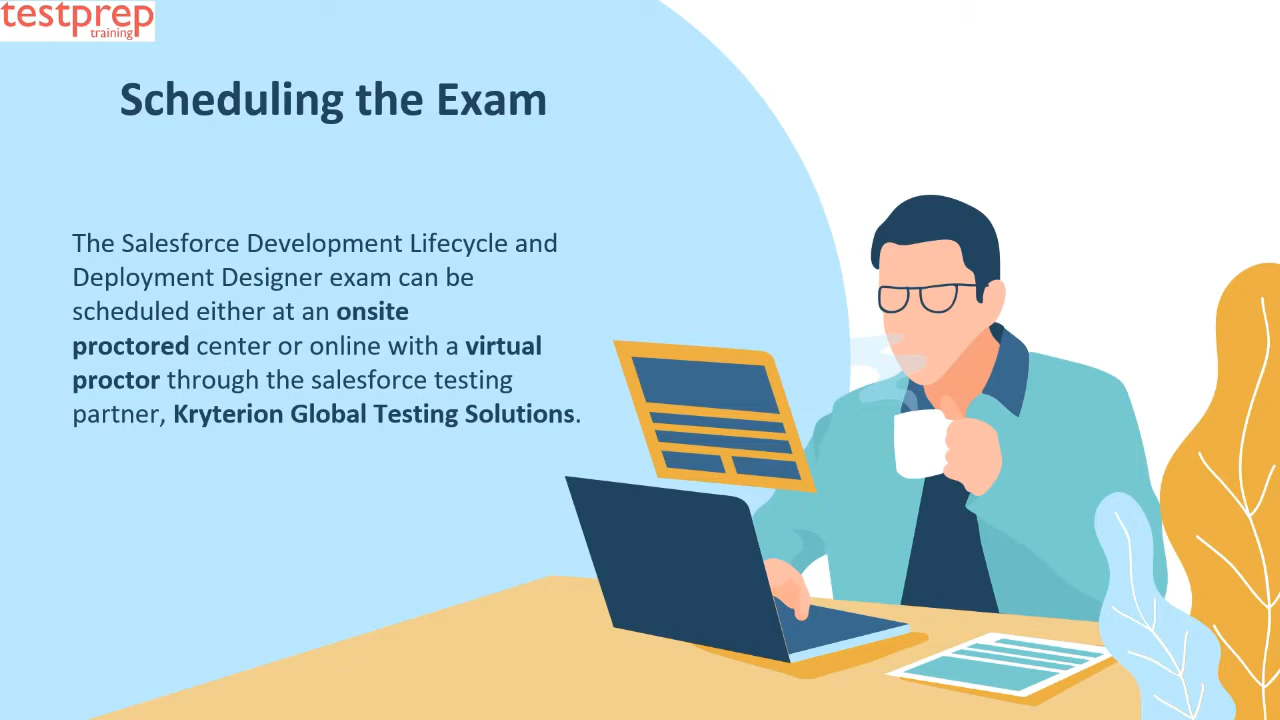 testprep
training
Scheduling the Exam
The Salesforce Development Lifecycle and
Deployment Designer exam can be
scheduled either at an onsite
proctored center or online with a virtual
proctor through the salesforce testing
partner, Kryterion Global Testing Solutions.